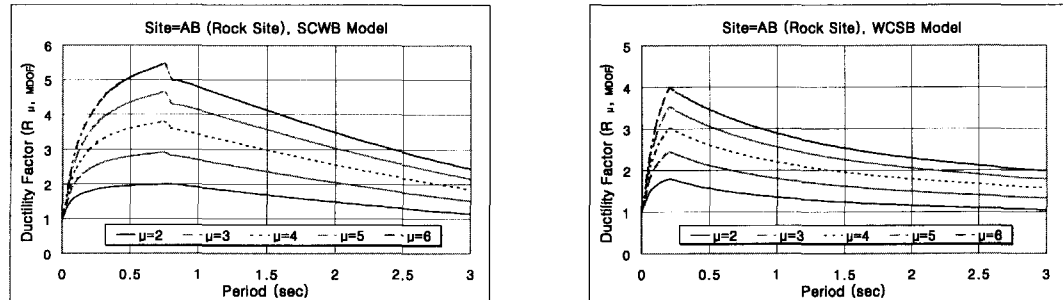 Site=AB (Rock Site), SCWB Model
Ductility Factor (R μ, MDOF)
6
5
4
3
2
1
0
μ=2 μ=3 μ=4 μ=5 μ=6
0 0.5 1 1.5 2 2.5 3
Period (sec)
Site=AB (Rock Site), WCSB Model
Ductility Factor (R μ, MDOF)
5
4
3
2
1
0
μ=2 μ=3 μ=4 μ=5 μ=6
0 0.5 1 1.5 2 2.5 3
Period (sec)